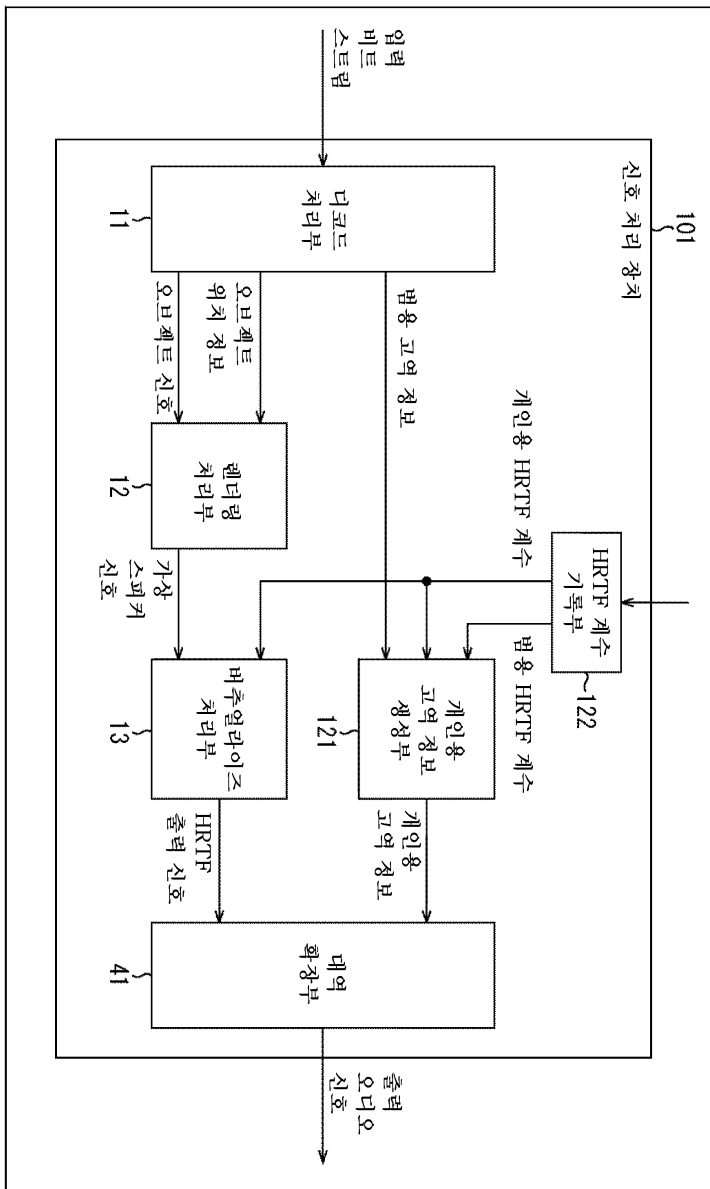 101
신호 처리 장치
HRTF 계수
기록부
122
개인용 HRTF 계수
범용 HRTF 계수
입력
비트
스트림
디코드
처리부
11
범용 고역 정보
오브젝트
위치 정보
오브젝트 신호
렌더링
처리부
12
가상
스피커
신호
개인용
고역 정보
생성부
121
버추얼라이즈
처리부
13
개인용
고역 정보
HRTF
출력 신호
대역
확장부
41
출력
오디오
신호